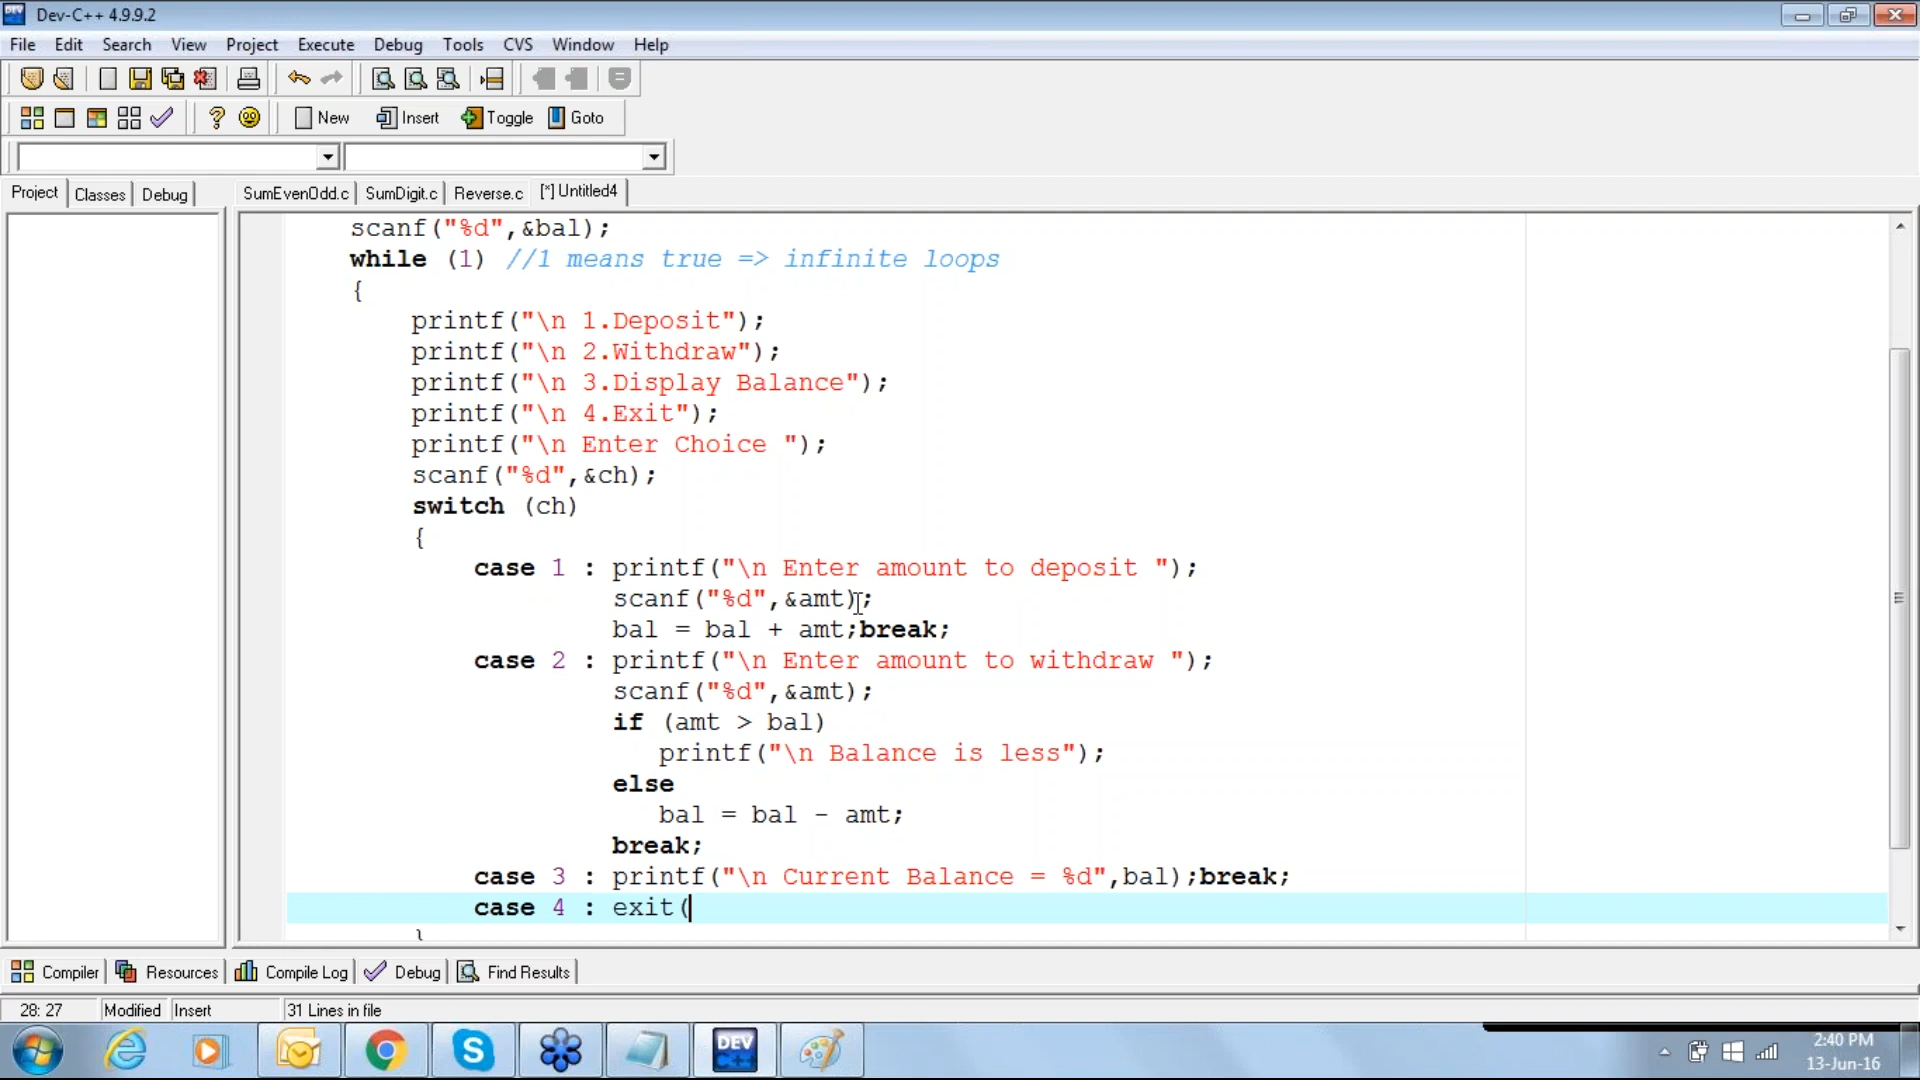 Dev-C++ 4.9.9.2
File Edit Search View Project Execute Debug Tools CVS Window Help
New Insert Toggle Goto
Project Classes Debug SumEvenOdd.c SumDigit.c Reverse.c [*] Untitled4
scanf("%d",&bal);
while (1) //1 means true => infinite loops
{
printf("\n 1.Deposit");
printf("\n 2.Withdraw");
printf("\n 3.Display Balance");
printf("\n 4.Exit");
printf("\n Enter Choice ");
scanf("%d",&ch);
switch (ch)
{
case 1 : printf("\n Enter amount to deposit ");
scanf("%d",&amt);
bal = bal + amt;break;
case 2 : printf("\n Enter amount to withdraw ");
scanf("%d",&amt);
if (amt > bal)
printf("\n Balance is less");
else
bal = bal - amt;
break;
case 3 : printf("\n Current Balance = %d",bal);break;
case 4 : exit(
}
Compiler Resources Compile Log Debug Find Results
28: 27 Modified Insert 31 Lines in file
DEV C++
2:40 PM
13-Jun-16